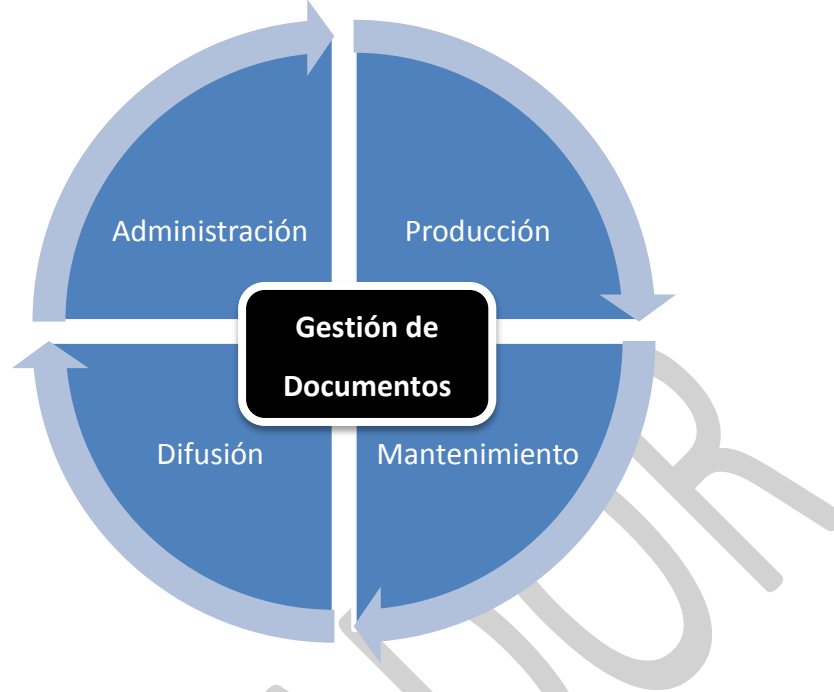 Administración
Producción
Gestión de
Documentos
Difusión
Mantenimiento